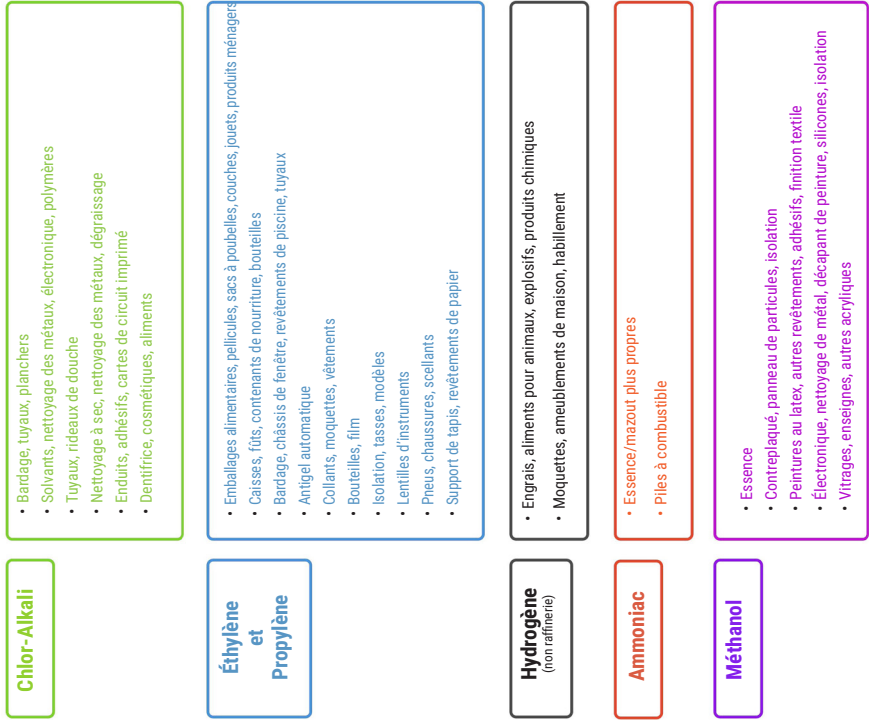 Chlor-Alkali
• Bardage, tuyaux, planchers
• Solvants, nettoyage des métaux, électronique, polymères
• Tuyaux, rideaux de douche
• Nettoyage à sec, nettoyage des métaux, dégraissage
• Enduits, adhésifs, cartes de circuit imprimé
• Dentifrice, cosmétiques, aliments
Éthylène
et
Propylène
• Emballages alimentaires, pellicules, sacs à poubelles, couches, jouets, produits ménagers
• Caisses, fûts, contenants de nourriture, bouteilles
• Bardage, châssis de fenêtre, revêtements de piscine, tuyaux
• Antigel automatique
• Collants, moquettes, vêtements
• Bouteilles, film
• Isolation, tasses, modèles
• Lentilles d'instruments
• Pneus, chaussures, scellants
• Support de tapis, revêtements de papier
Hydrogène
(non raffinerie)
• Engrais, aliments pour animaux, explosifs, produits chimiques
• Moquettes, ameublements de maison, habillement
Ammoniac
• Essence/mazout plus propres
• Piles à combustible
Méthanol
• Essence
• Contreplaqué, panneau de particules, isolation
• Peintures au latex, autres revêtements, adhésifs, finition textile
• Électronique, nettoyage de métal, décapant de peinture, silicones, isolation
• Vitrages, enseignes, autres acryliques